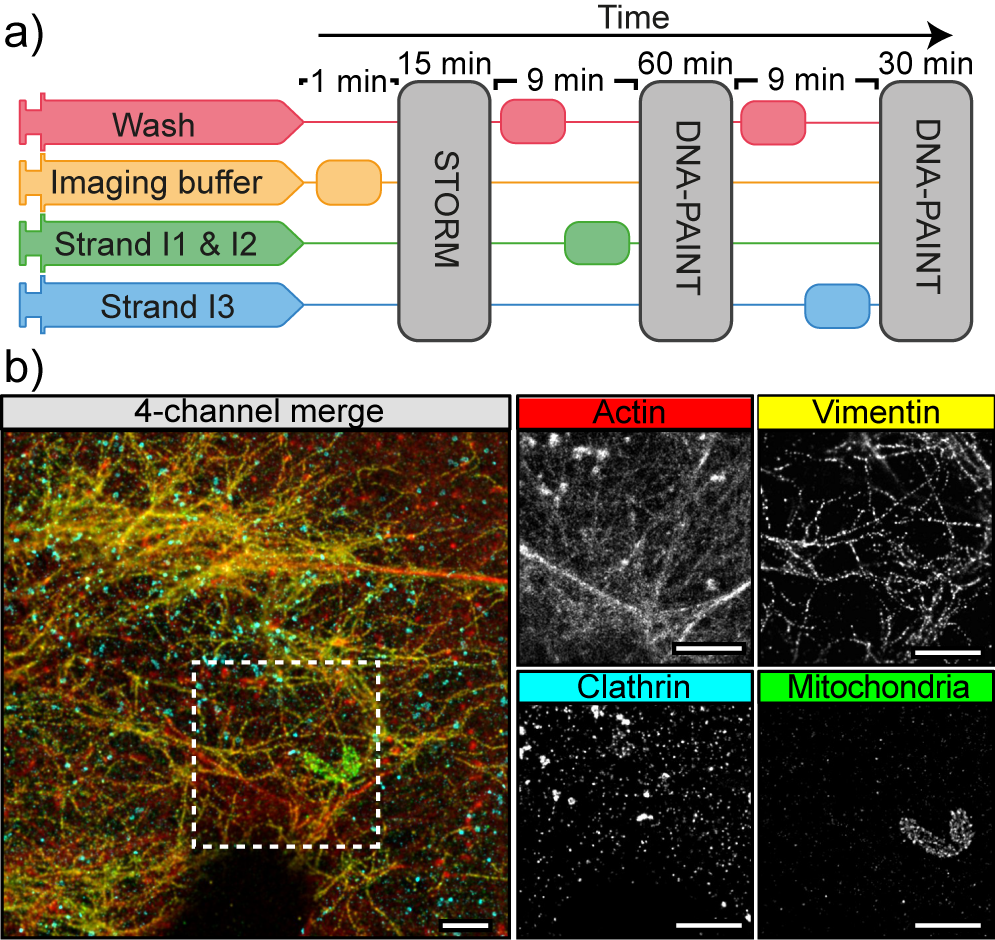 a)
Time
1 min
15 min
9 min
60 min
9 min
30 min
Wash
Imaging buffer
Strand I1 & I2
Strand I3
STORM
DNA-PAINT
DNA-PAINT
b)
4-channel merge
Actin
Vimentin
Clathrin
Mitochondria